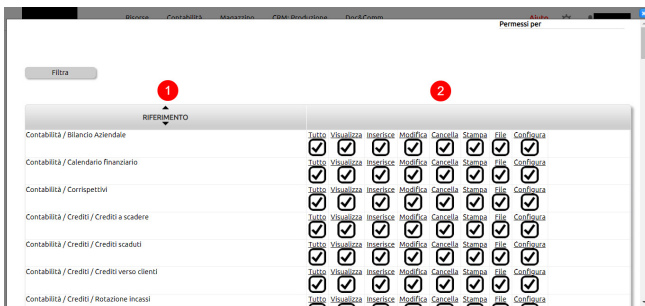 Risorse Contabilità Magazzino CRM: Produzione Doc&Comm Aiuto
Permessi per
Filtra
1 2
RIFERIMENTO
Contabilità / Bilancio Aziendale Tutto Visualizza Inserisce Modifica Cancella Stampa File Configura
Contabilità / Calendario finanziario Tutto Visualizza Inserisce Modifica Cancella Stampa File Configura
Contabilità / Corrispettivi Tutto Visualizza Inserisce Modifica Cancella Stampa File Configura
Contabilità / Crediti / Crediti a scadere Tutto Visualizza Inserisce Modifica Cancella Stampa File Configura
Contabilità / Crediti / Crediti scaduti Tutto Visualizza Inserisce Modifica Cancella Stampa File Configura
Contabilità / Crediti / Crediti verso clienti Tutto Visualizza Inserisce Modifica Cancella Stampa File Configura
Contabilità / Crediti / Rotazione incassi Tutto Visualizza Inserisce Modifica Cancella Stampa File Configura